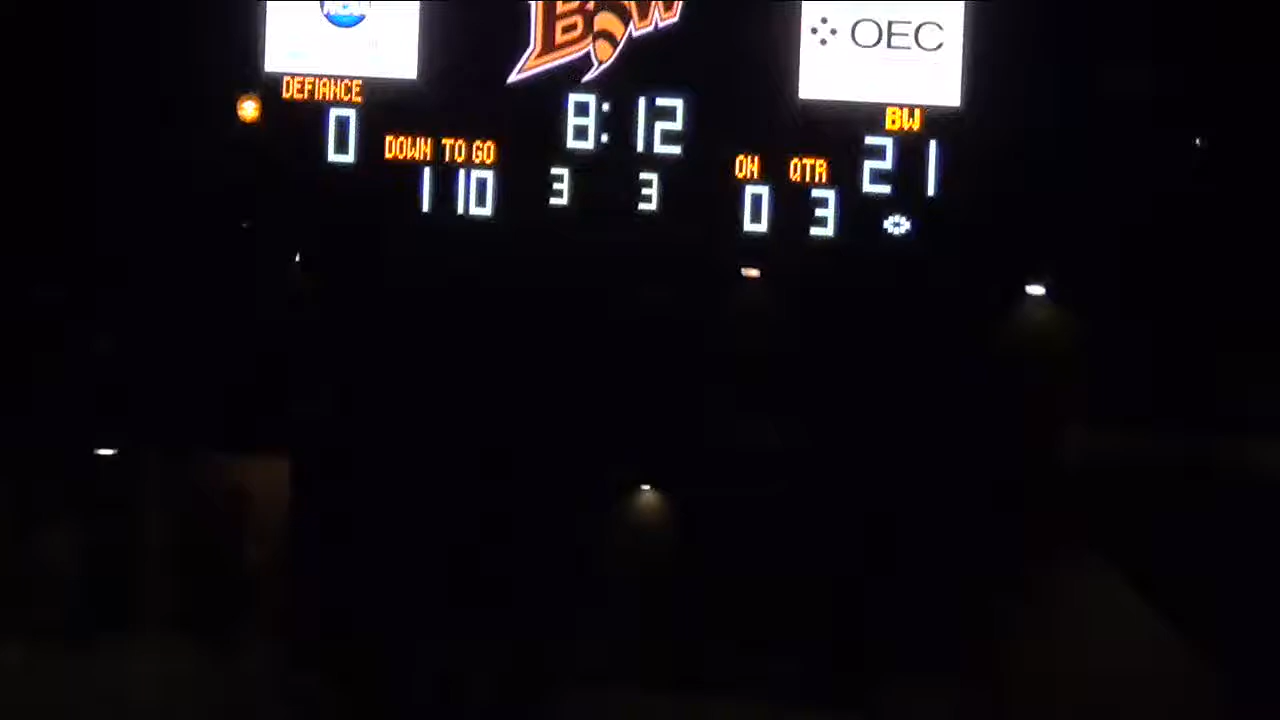 NCAA
BW
OEC
DEFIANCE
0
8:12
BW
21
DOWN TO GO
1 10
3 3
ON QTR
0 3